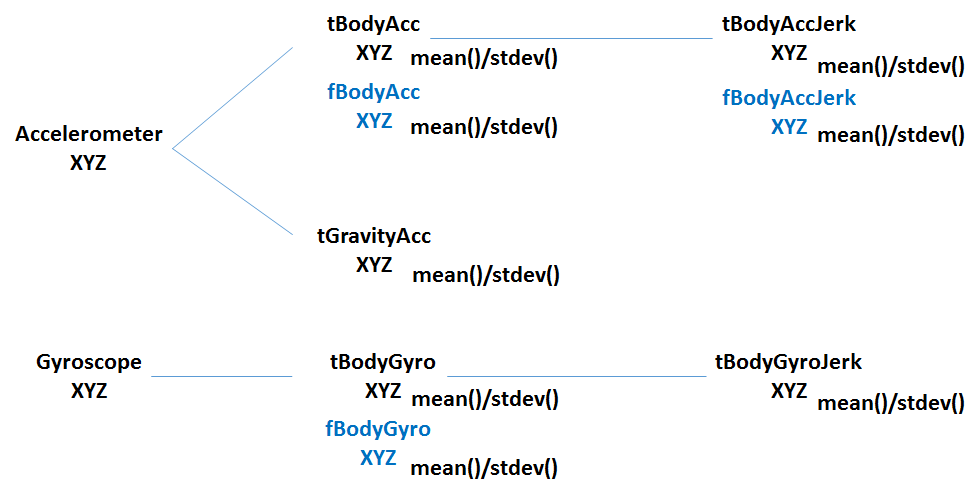 tBodyAcc
XYZ mean()/stdev()
fBodyAcc
XYZ mean()/stdev()
tBodyAccJerk
XYZ mean()/stdev()
fBodyAccJerk
XYZ mean()/stdev()
Accelerometer
XYZ
tGravityAcc
XYZ mean()/stdev()
Gyroscope
XYZ
tBodyGyro
XYZ mean()/stdev()
fBodyGyro
XYZ mean()/stdev()
tBodyGyroJerk
XYZ mean()/stdev()